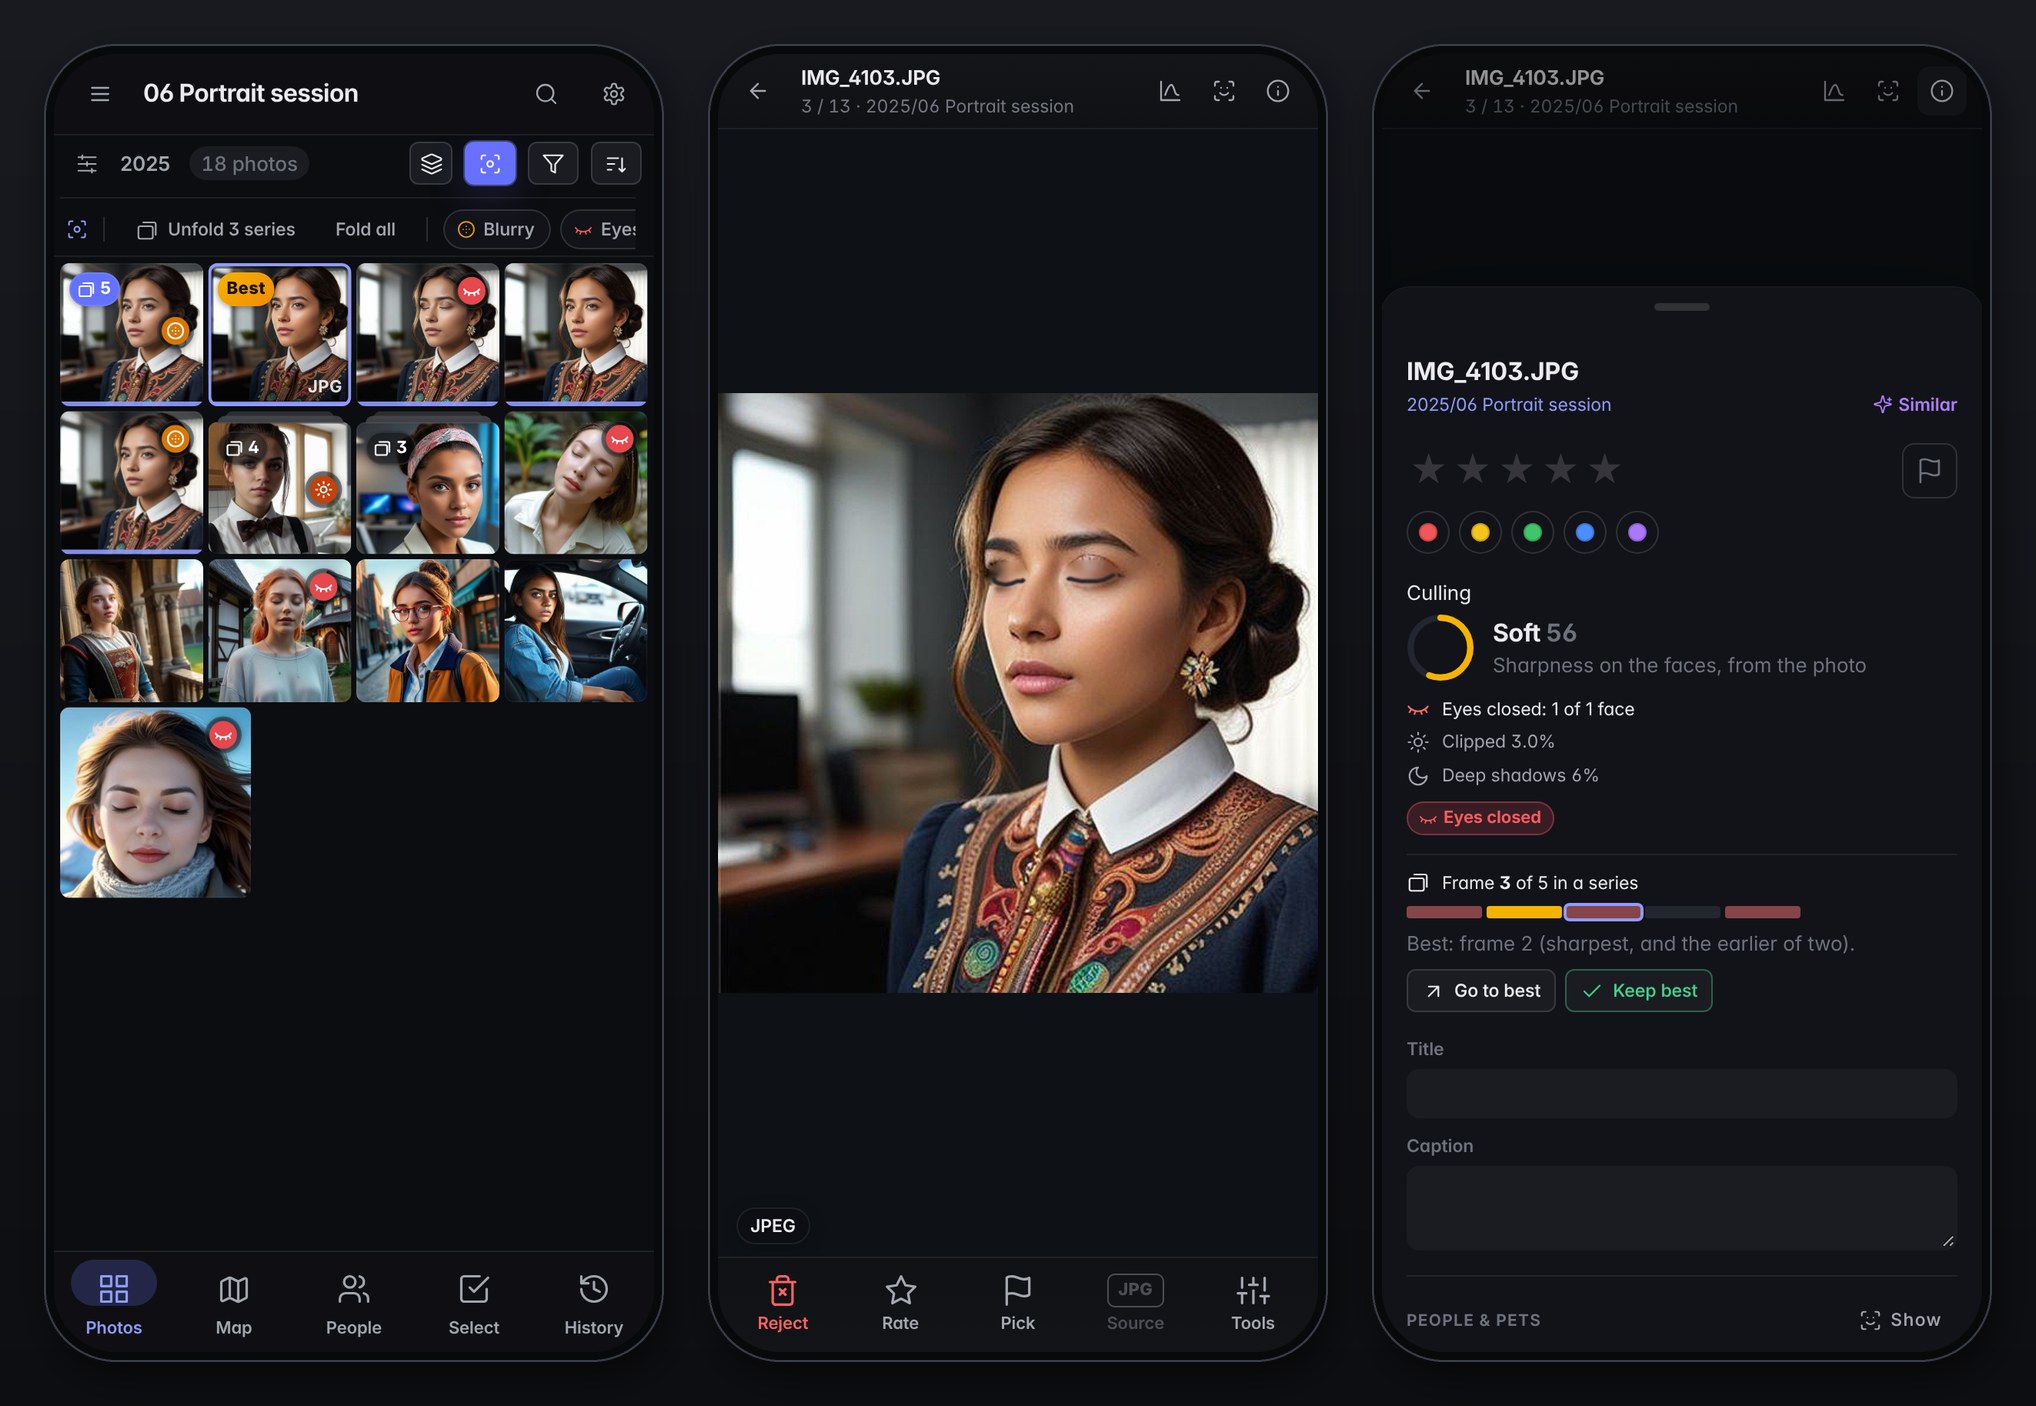 06 Portrait session
2025 18 photos
Unfold 3 series Fold all Blurry Eyes
5 Best
JPG
4 3
Photos Map People Select History
IMG_4103.JPG
3 / 13 · 2025/06 Portrait session
JPEG
JPG
Reject Rate Pick Source Tools
IMG_4103.JPG
3 / 13 · 2025/06 Portrait session
IMG_4103.JPG
2025/06 Portrait session Similar
Culling
Soft 56
Sharpness on the faces, from the photo
Eyes closed: 1 of 1 face
Clipped 3.0%
Deep shadows 6%
Eyes closed
Frame 3 of 5 in a series
Best: frame 2 (sharpest, and the earlier of two).
Go to best Keep best
Title
Caption
PEOPLE & PETS Show